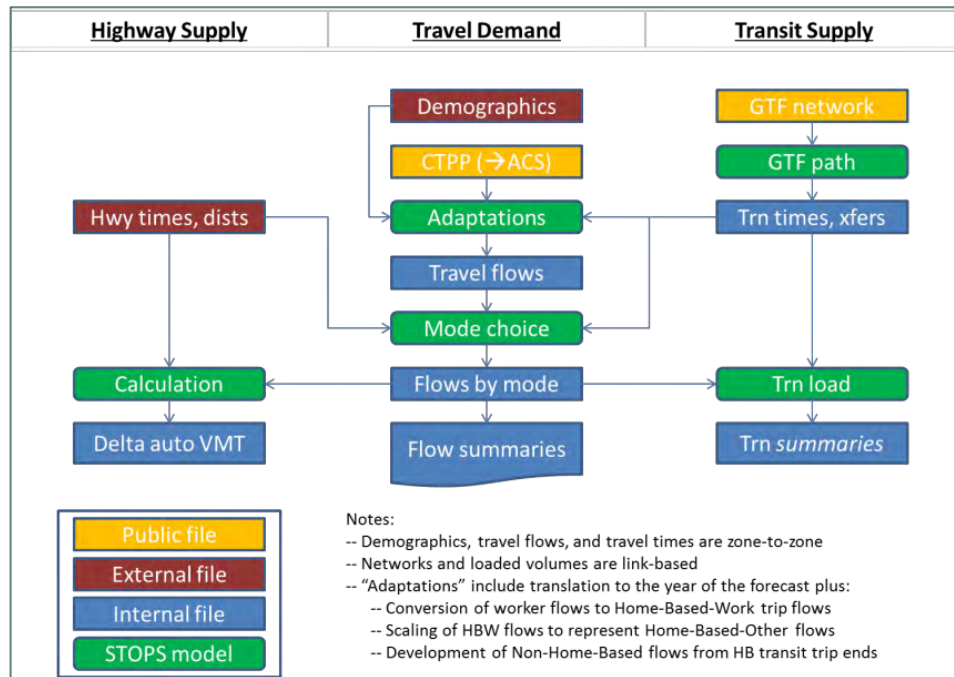 Highway Supply
Travel Demand
Transit Supply
Demographics
GTF network
CTPP (→ACS)
GTF path
Hwy times, dists
Adaptations
Trn times, xfers
Travel flows
Mode choice
Calculation
Flows by mode
Trn load
Delta auto VMT
Flow summaries
Trn summaries
Public file
External file
Internal file
STOPS model
Notes:
-- Demographics, travel flows, and travel times are zone-to-zone
-- Networks and loaded volumes are link-based
-- “Adaptations” include translation to the year of the forecast plus:
-- Conversion of worker flows to Home-Based-Work trip flows
-- Scaling of HBW flows to represent Home-Based-Other flows
-- Development of Non-Home-Based flows from HB transit trip ends